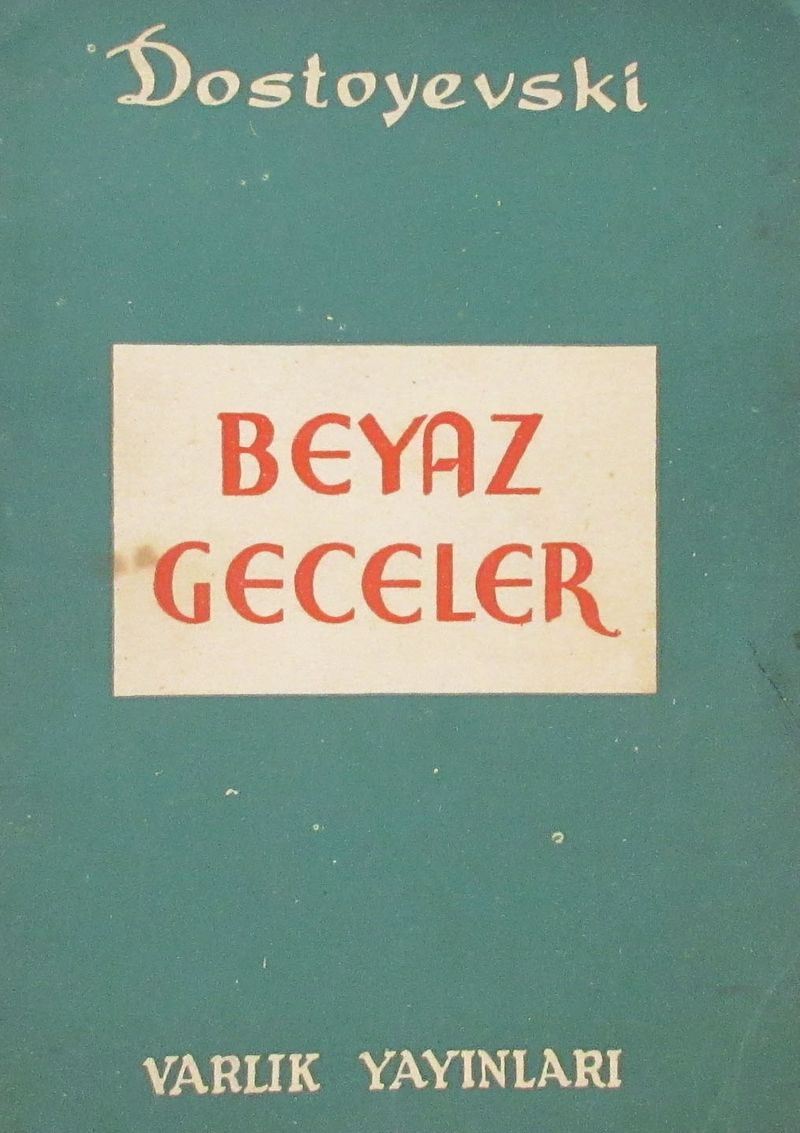 Dostoyevski
BEYAZ
GECELER
VARLIK YAYINLARI